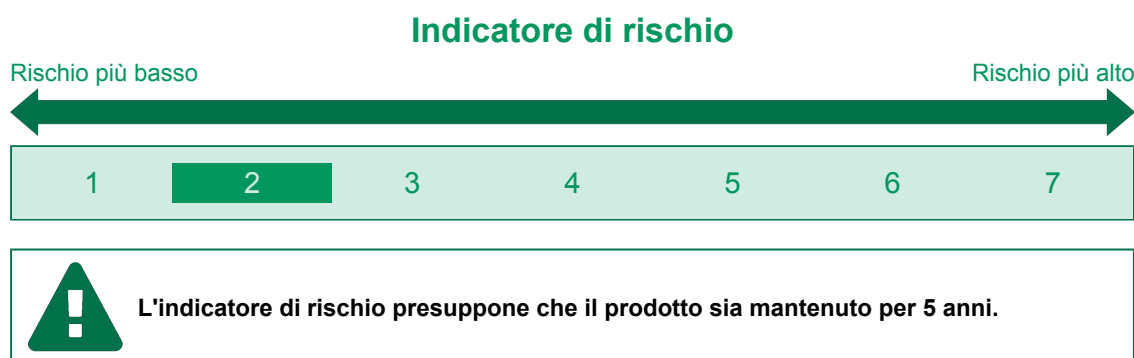 Indicatore di rischio
Rischio più basso
Rischio più alto
1 2 3 4 5 6 7
L'indicatore di rischio presuppone che il prodotto sia mantenuto per 5 anni.